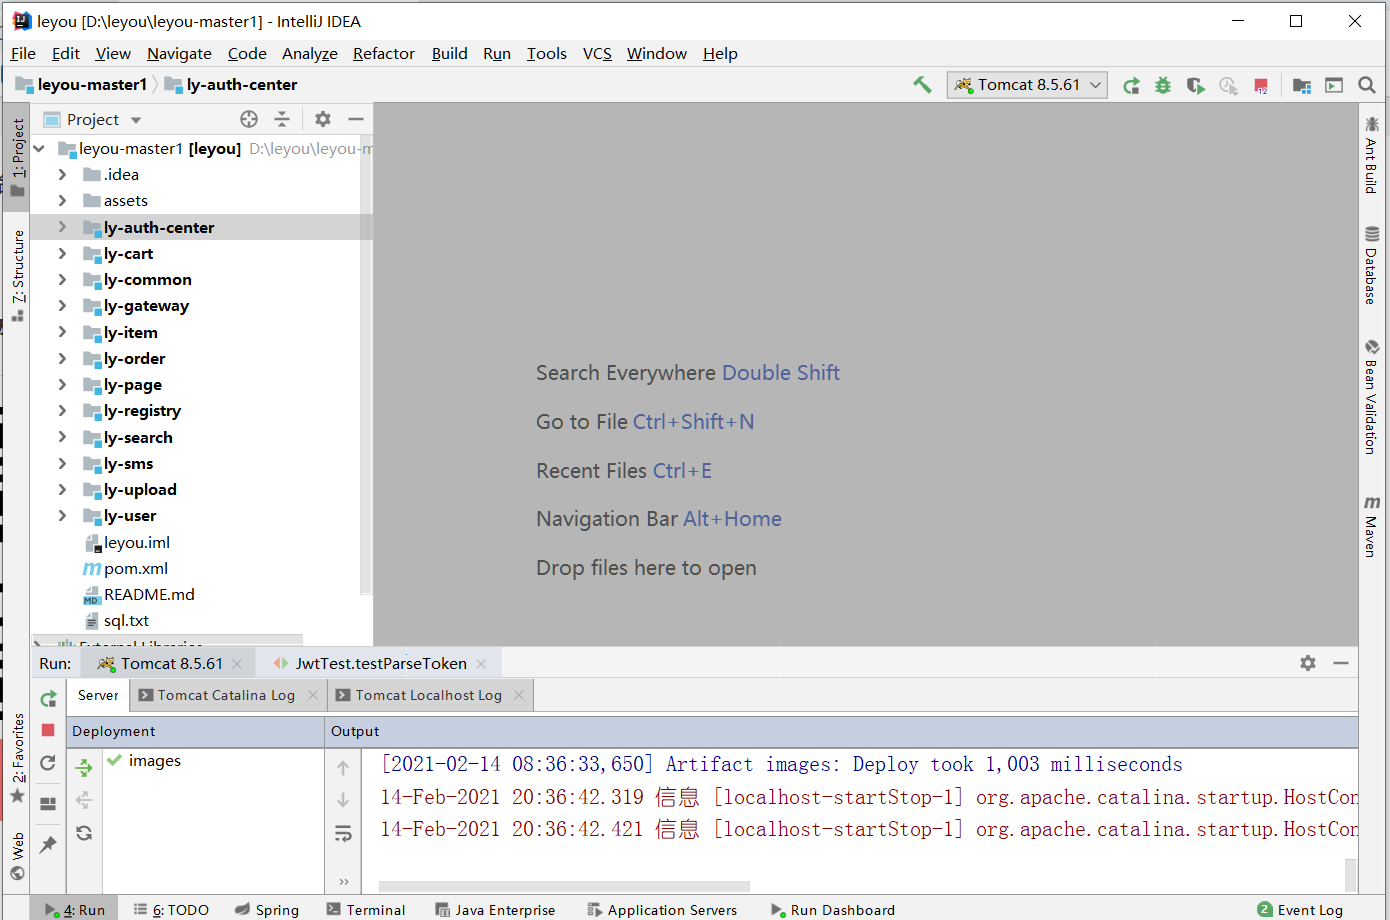 leyou [D:\leyou\leyou-master1] - IntelliJ IDEA
File Edit View Navigate Code Analyze Refactor Build Run Tools VCS Window Help
leyou-master1 ly-auth-center Tomcat 8.5.61
Project
1: Project
7: Structure
2: Favorites
Web
leyou-master1 [leyou] D:\leyou\leyou-m
.idea
assets
ly-auth-center
ly-cart
ly-common
ly-gateway
ly-item
ly-order
ly-page
ly-registry
ly-search
ly-sms
ly-upload
ly-user
leyou.iml
pom.xml
README.md
sql.txt
External Libraries
Search Everywhere Double Shift
Go to File Ctrl+Shift+N
Recent Files Ctrl+E
Navigation Bar Alt+Home
Drop files here to open
Ant Build
Database
Bean Validation
Maven
Run: Tomcat 8.5.61 JwtTest.testParseToken
Server Tomcat Catalina Log Tomcat Localhost Log
Deployment Output
images
[2021-02-14 08:36:33,650] Artifact images: Deploy took 1,003 milliseconds
14-Feb-2021 20:36:42.319 信息 [localhost-startStop-1] org.apache.catalina.startup.HostCon
14-Feb-2021 20:36:42.421 信息 [localhost-startStop-1] org.apache.catalina.startup.HostCon
4: Run 6: TODO Spring Terminal Java Enterprise Application Servers Run Dashboard 2 Event Log